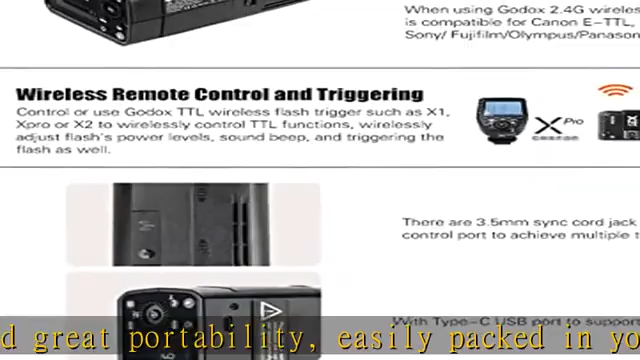 When using Godox 2.4G wireles
is compatible for Canon E-TTL,
Sony/ Fujifilm/Olympus/Panason
Wireless Remote Control and Triggering
Control or use Godox TTL wireless flash trigger such as X1,
Xpro or X2 to wirelessly control TTL functions, wirelessly
adjust flash's power levels, sound beep, and triggering the
flash as well.
X Pro
There are 3.5mm sync cord jack
control port to achieve multiple t
With Type-C USB port to support
d great portability, easily packed in yo